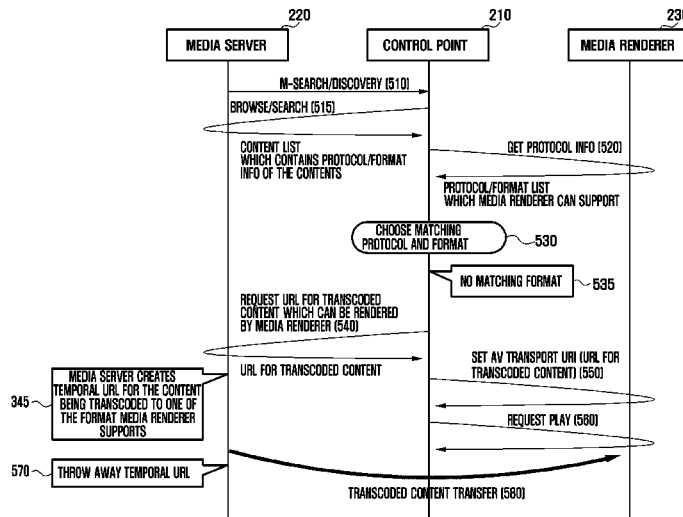 220
210
230
MEDIA SERVER
CONTROL POINT
MEDIA RENDERER
M-SEARCH/DISCOVERY (510)
BROWSE/SEARCH (515)
CONTENT LIST
WHICH CONTAINS PROTOCOL/FORMAT
INFO OF THE CONTENTS
GET PROTOCOL INFO (520)
PROTOCOL/FORMAT LIST
WHICH MEDIA RENDERER CAN SUPPORT
CHOOSE MATCHING
PROTOCOL AND FORMAT
530
NO MATCHING FORMAT
535
REQUEST URL FOR TRANSCODED
CONTENT WHICH CAN BE RENDERED
BY MEDIA RENDERER (540)
URL FOR TRANSCODED CONTENT
SET AV TRANSPORT URI (URL FOR
TRANSCODED CONTENT) (550)
345
MEDIA SERVER CREATES
TEMPORAL URL FOR THE CONTENT
BEING TRANSCODED TO ONE OF
THE FORMAT MEDIA RENDERER
SUPPORTS
REQUEST PLAY (560)
570
THROW AWAY TEMPORAL URL
TRANSCODED CONTENT TRANSFER (580)